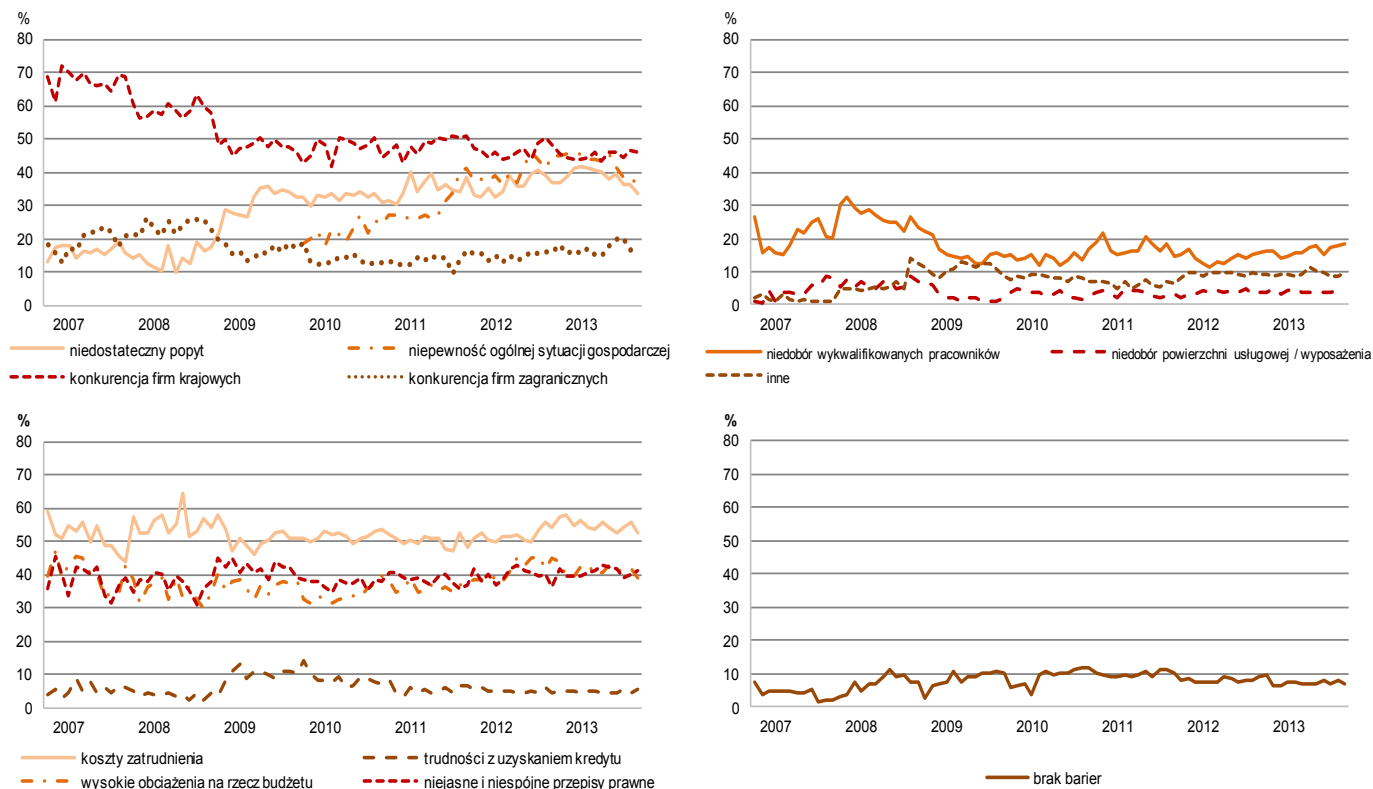 %
80
70
60
50
40
30
20
10
0
2007 2008 2009 2010 2011 2012 2013
niedostateczny popyt
niepewność ogólnej sytuacji gospodarczej
konkurencja firm krajowych
konkurencja firm zagranicznych
%
80
70
60
50
40
30
20
10
0
2007 2008 2009 2010 2011 2012 2013
niedobór wykwalifikowanych pracowników
niedobór powierzchni usługowej / wyposażenia
inne
%
80
70
60
50
40
30
20
10
0
2007 2008 2009 2010 2011 2012 2013
koszty zatrudnienia
trudności z uzyskaniem kredytu
wysokie obciążenia na rzecz budżetu
niejasne i niespójne przepisy prawne
%
80
70
60
50
40
30
20
10
0
2007 2008 2009 2010 2011 2012 2013
brak barier